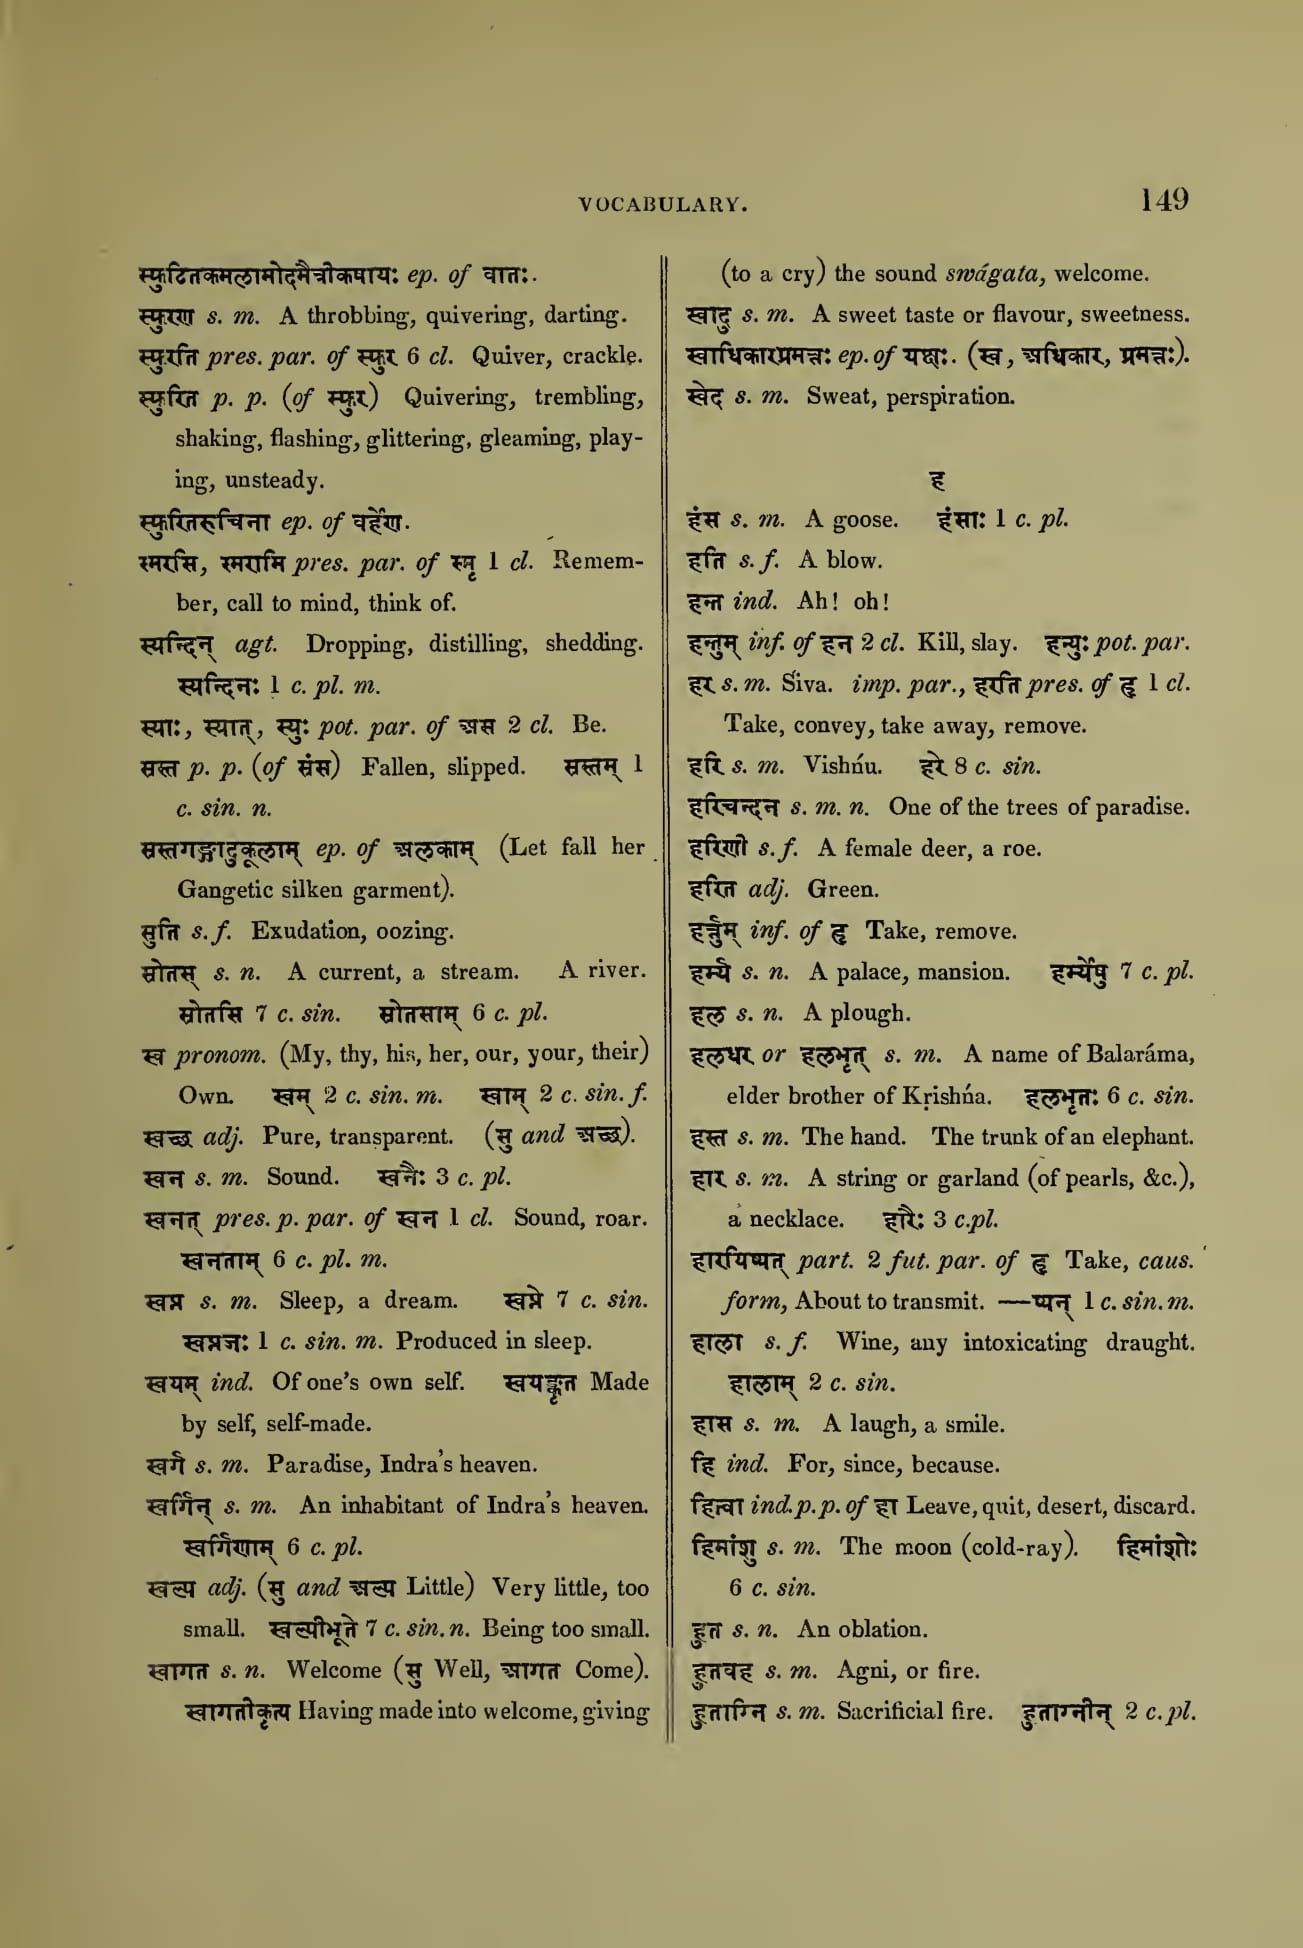 VOCABULARY. 149
स्फुटितकमलामोदमैत्रीकषायः ep. of वातः.
स्फुरण s. m. A throbbing, quivering, darting.
स्फुरति pres. par. of स्फुर 6 cl. Quiver, crackle.
स्फुरित p. p. (of स्फुर) Quivering, trembling,
shaking, flashing, glittering, gleaming, play-
ing, unsteady.
स्फुरितरुचिना ep. of वर्हेण.
स्मरसि, स्मरामि pres. par. of स्मृ 1 cl. Remem-
ber, call to mind, think of.
स्यन्दिन् agt. Dropping, distilling, shedding.
स्यन्दिनः 1 c. pl. m.
स्याः, स्यात्, स्युः pot. par. of अस 2 cl. Be.
स्रस्त p. p. (of स्रंस) Fallen, slipped. स्रस्तम् 1
c. sin. n.
स्रस्तगङ्गादुकूलाम् ep. of अलकाम् (Let fall her
Gangetic silken garment).
स्रुति s. f. Exudation, oozing.
स्रोतस् s. n. A current, a stream. A river.
स्रोतसि 7 c. sin. स्रोतसाम् 6 c. pl.
स्व pronom. (My, thy, his, her, our, your, their)
Own. स्वम् 2 c. sin. m. स्वाम् 2 c. sin. f.
स्वच्छ adj. Pure, transparent. (सु and अच्छ).
स्वन s. m. Sound. स्वनैः 3 c. pl.
स्वनत् pres. p. par. of स्वन 1 cl. Sound, roar.
स्वनताम् 6 c. pl. m.
स्वप्न s. m. Sleep, a dream. स्वप्ने 7 c. sin.
स्वप्नजः 1 c. sin. m. Produced in sleep.
स्वयम् ind. Of one's own self. स्वयङ्कृत Made
by self, self-made.
स्वर्ग s. m. Paradise, Indra's heaven.
स्वर्गिन् s. m. An inhabitant of Indra's heaven.
स्वर्गिणाम् 6 c. pl.
स्वल्प adj. (सु and अल्प Little) Very little, too
small. स्वल्पीभूते 7 c. sin. n. Being too small.
स्वागत s. n. Welcome (सु Well, आगत Come).
स्वागतीकृत्य Having made into welcome, giving
(to a cry) the sound swágata, welcome.
स्वादु s. m. A sweet taste or flavour, sweetness.
स्वाधिकारप्रमत्तः ep. of यक्षः. (स्व, अधिकार, प्रमत्तः).
स्वेद s. m. Sweat, perspiration.
ह
हंस s. m. A goose. हंसाः 1 c. pl.
हति s. f. A blow.
हन्त ind. Ah! oh!
हन्तुम् inf. of हन 2 cl. Kill, slay. हन्युः pot. par.
हर s. m. Śiva. imp. par., हरति pres. of हृ 1 cl.
Take, convey, take away, remove.
हरि s. m. Vishńu. हरे 8 c. sin.
हरिचन्दन s. m. n. One of the trees of paradise.
हरिणी s. f. A female deer, a roe.
हरित adj. Green.
हर्त्तुम् inf. of हृ Take, remove.
हर्म्य s. n. A palace, mansion. हर्म्येषु 7 c. pl.
हल s. n. A plough.
हलधर or हलभृत् s. m. A name of Balaráma,
elder brother of Kṛishńa. हलभृतः 6 c. sin.
हस्त s. m. The hand. The trunk of an elephant.
हार s. m. A string or garland (of pearls, &c.),
a necklace. हारैः 3 c. pl.
हारयिष्यत् part. 2 fut. par. of हृ Take, caus.
form, About to transmit. —ष्यन् 1 c. sin. m.
हाला s. f. Wine, any intoxicating draught.
हालाम् 2 c. sin.
हास s. m. A laugh, a smile.
हि ind. For, since, because.
हित्वा ind. p. p. of हा Leave, quit, desert, discard.
हिमांशु s. m. The moon (cold-ray). हिमांशोः
6 c. sin.
हुत s. n. An oblation.
हुतवह s. m. Agni, or fire.
हुताग्नि s. m. Sacrificial fire. हुताग्नीन् 2 c. pl.